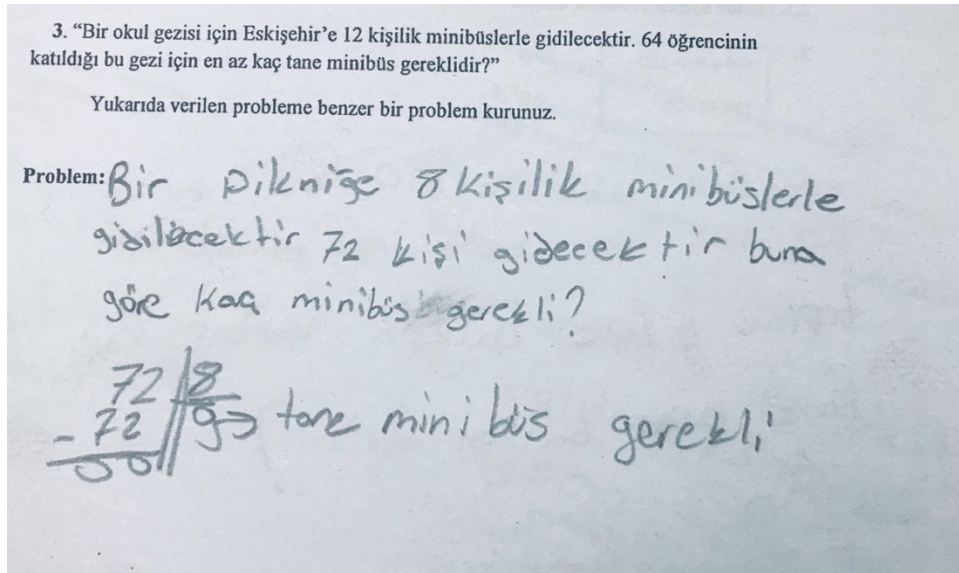 3. “Bir okul gezisi için Eskişehir’e 12 kişilik minibüslerle gidilecektir. 64 öğrencinin
katıldığı bu gezi için en az kaç tane minibüs gereklidir?”
Yukarıda verilen probleme benzer bir problem kurunuz.
Problem: Bir pikniğe 8 kişilik minibüslerle
gidilecektir 72 kişi gidecektir buna
göre kaç minibüs gerekli?
72 8
- 72 9 → tane minibüs gerekli
00